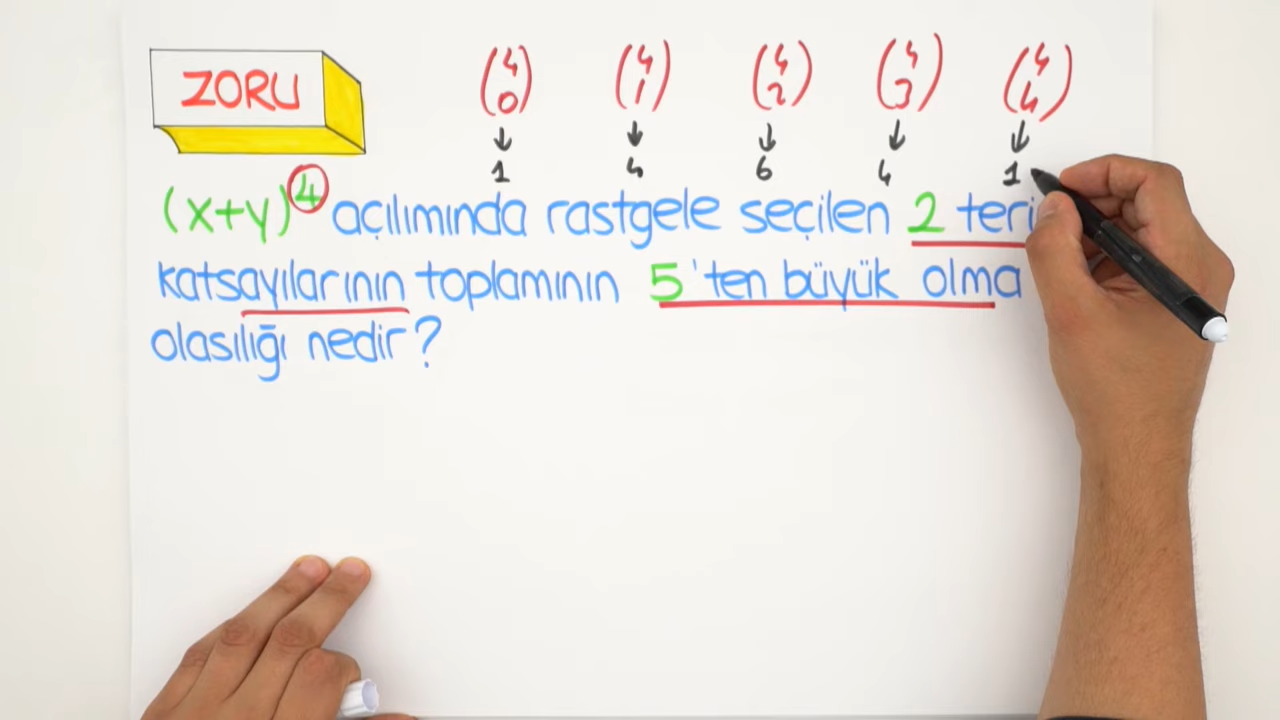 ZORU
(4 0) (4 1) (4 2) (4 3) (4 4)
↓ ↓ ↓ ↓ ↓
1 4 6 4 1
(x+y)⁴ açılımında rastgele seçilen 2
katsayılarının toplamının 5'ten büyük olma
olasılığı nedir?